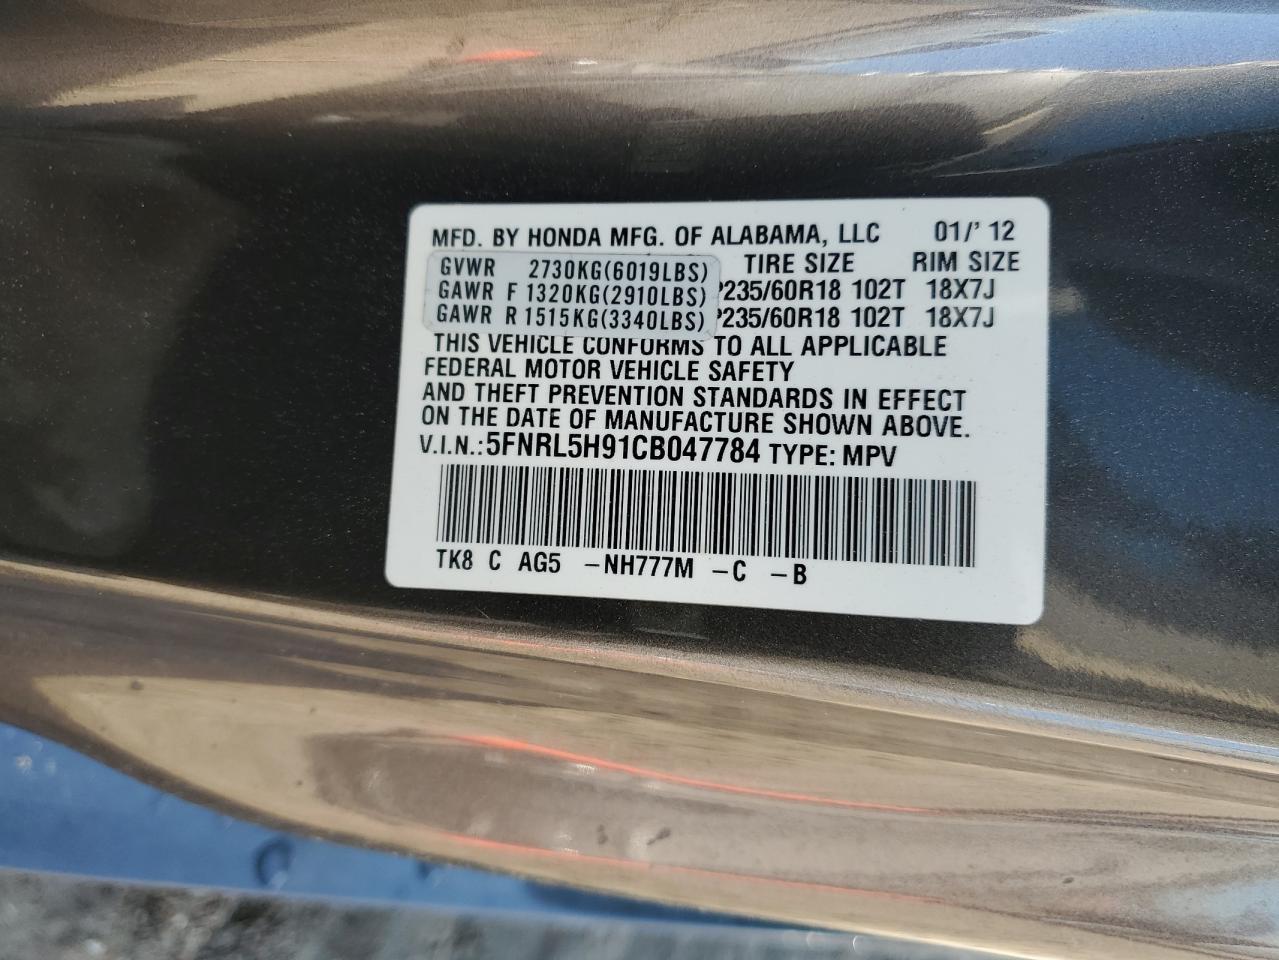 MFD. BY HONDA MFG. OF ALABAMA, LLC 01/' 12
GVWR 2730KG(6019LBS) TIRE SIZE RIM SIZE
GAWR F 1320KG(2910LBS) P235/60R18 102T 18X7J
GAWR R 1515KG(3340LBS) P235/60R18 102T 18X7J
THIS VEHICLE CONFORMS TO ALL APPLICABLE
FEDERAL MOTOR VEHICLE SAFETY
AND THEFT PREVENTION STANDARDS IN EFFECT
ON THE DATE OF MANUFACTURE SHOWN ABOVE.
V.I.N.: 5FNRL5H91CB047784 TYPE: MPV
TK8 C AG5 –NH777M –C –B